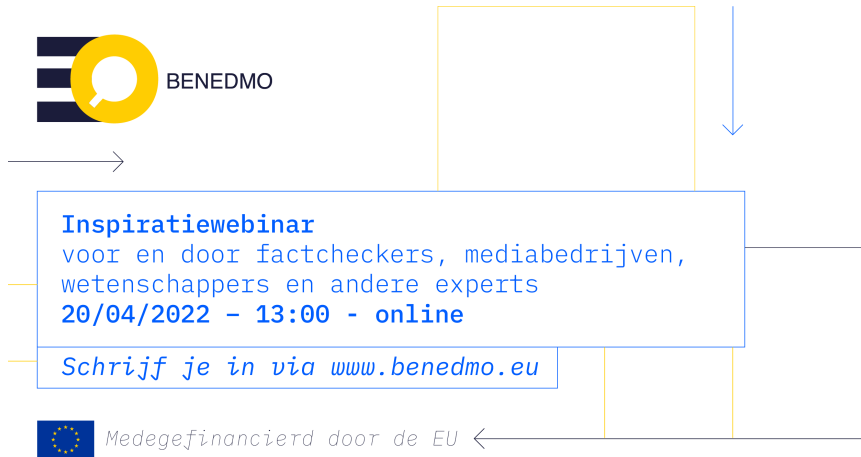 BENEDMO
Inspiratiewebinar
voor en door factcheckers, mediabedrijven,
wetenschappers en andere experts
20/04/2022 – 13:00 - online
Schrijf je in via www.benedmo.eu
Medegefinancierd door de EU